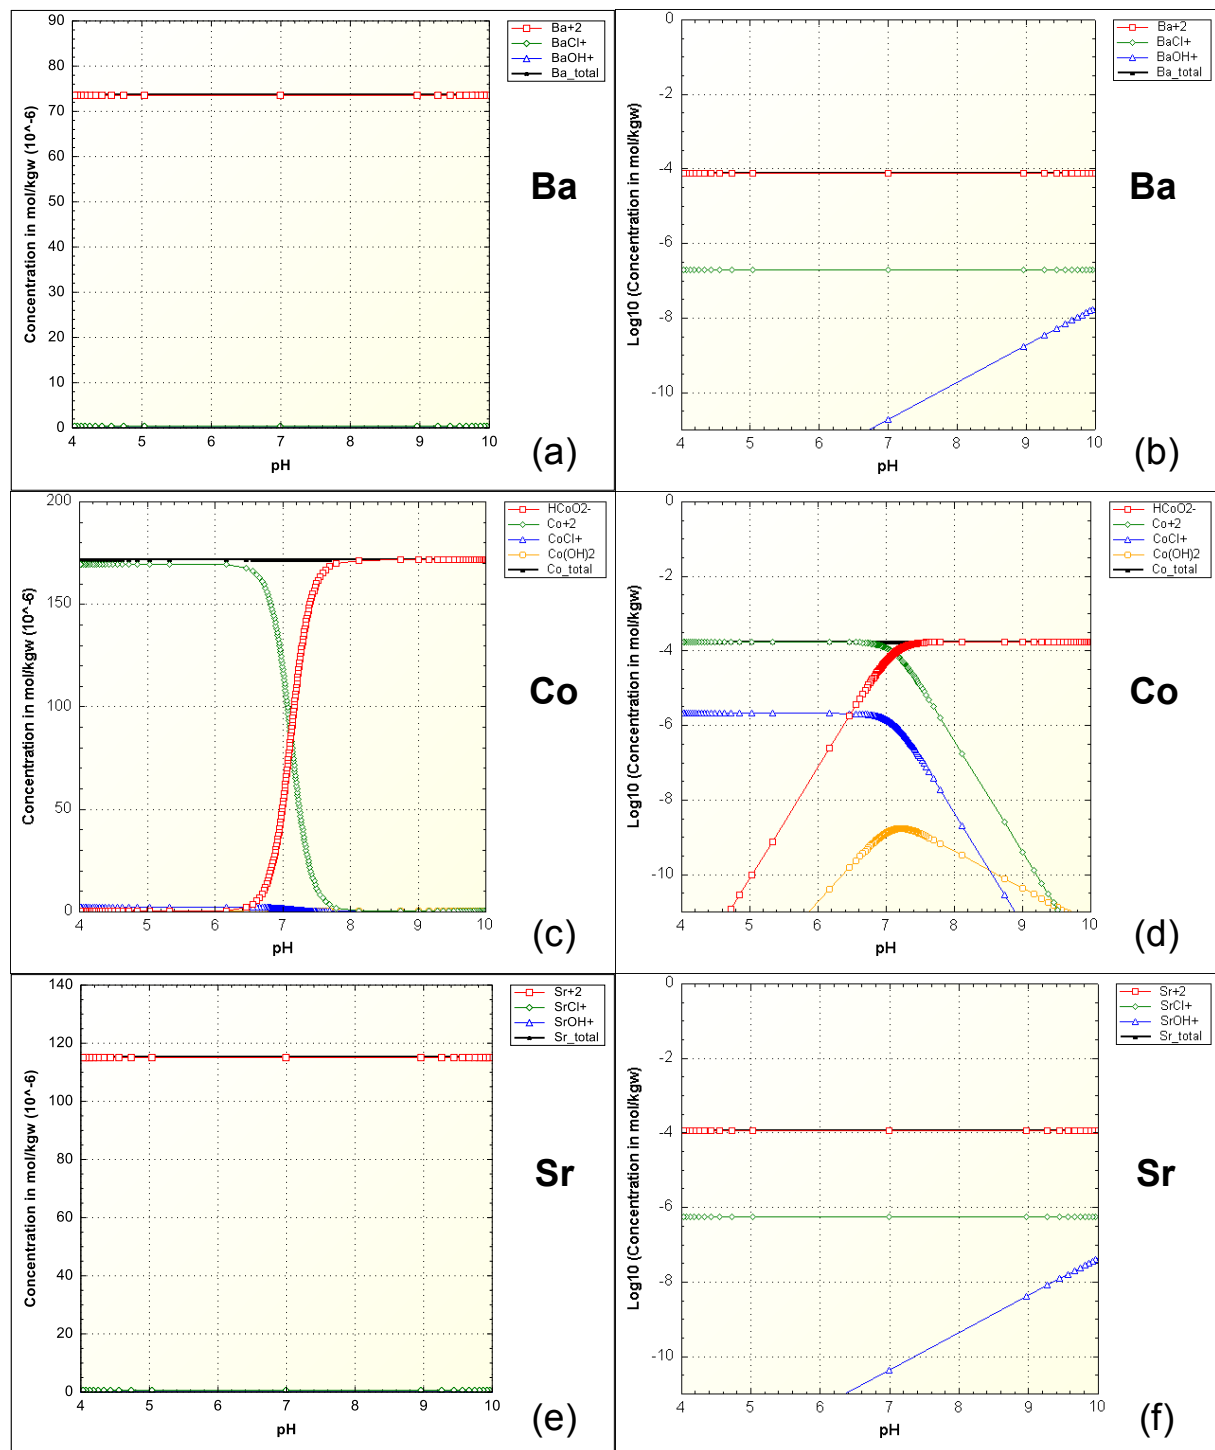 90
80
70
60
50
40
30
20
10
0
4
5
6
7
8
9
10
pH
Concentration in mol/kgw (10^-6)
Ba+2
BaCl+
BaOH+
Ba_total
Ba
(a)
0
-2
-4
-6
-8
-10
4
5
6
7
8
9
10
pH
Log10 (Concentration in mol/kgw)
Ba+2
BaCl+
BaOH+
Ba_total
Ba
(b)
200
150
100
50
0
4
5
6
7
8
9
10
pH
Concentration in mol/kgw (10^-6)
HCoO2-
Co+2
CoCl+
Co(OH)2
Co_total
Co
(c)
0
-2
-4
-6
-8
-10
4
5
6
7
8
9
10
pH
Log10 (Concentration in mol/kgw)
HCoO2-
Co+2
CoCl+
Co(OH)2
Co_total
Co
(d)
140
120
100
80
60
40
20
0
4
5
6
7
8
9
10
pH
Concentration in mol/kgw (10^-6)
Sr+2
SrCl+
SrOH+
Sr_total
Sr
(e)
0
-2
-4
-6
-8
-10
4
5
6
7
8
9
10
pH
Log10 (Concentration in mol/kgw)
Sr+2
SrCl+
SrOH+
Sr_total
Sr
(f)